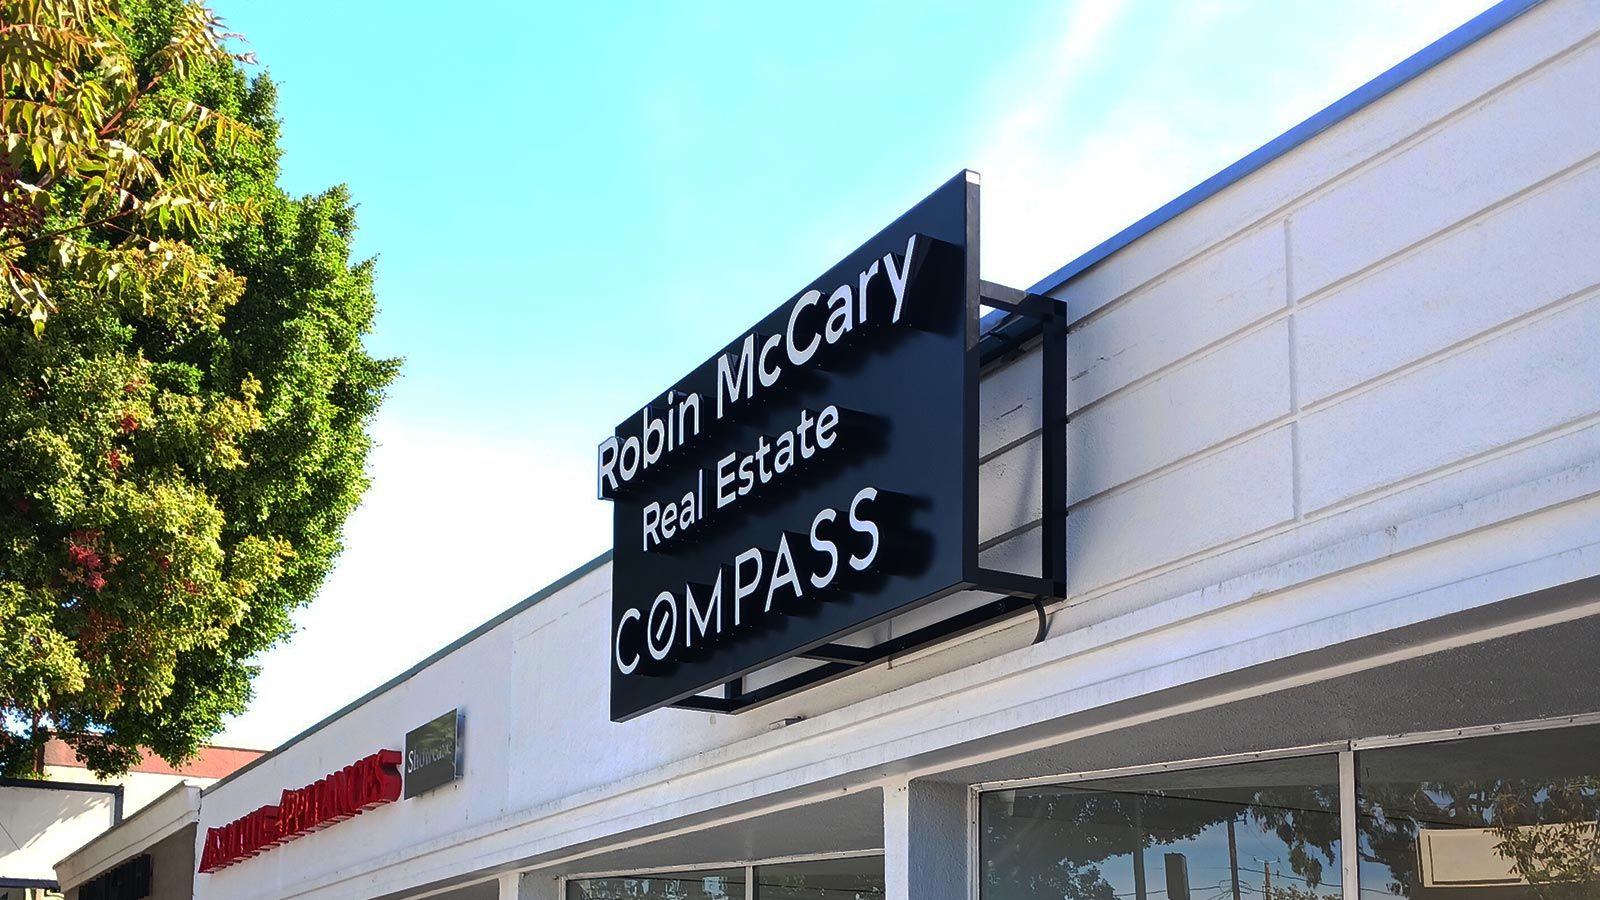 Robin McCary
Real Estate
COMPASS
APPLIANCES